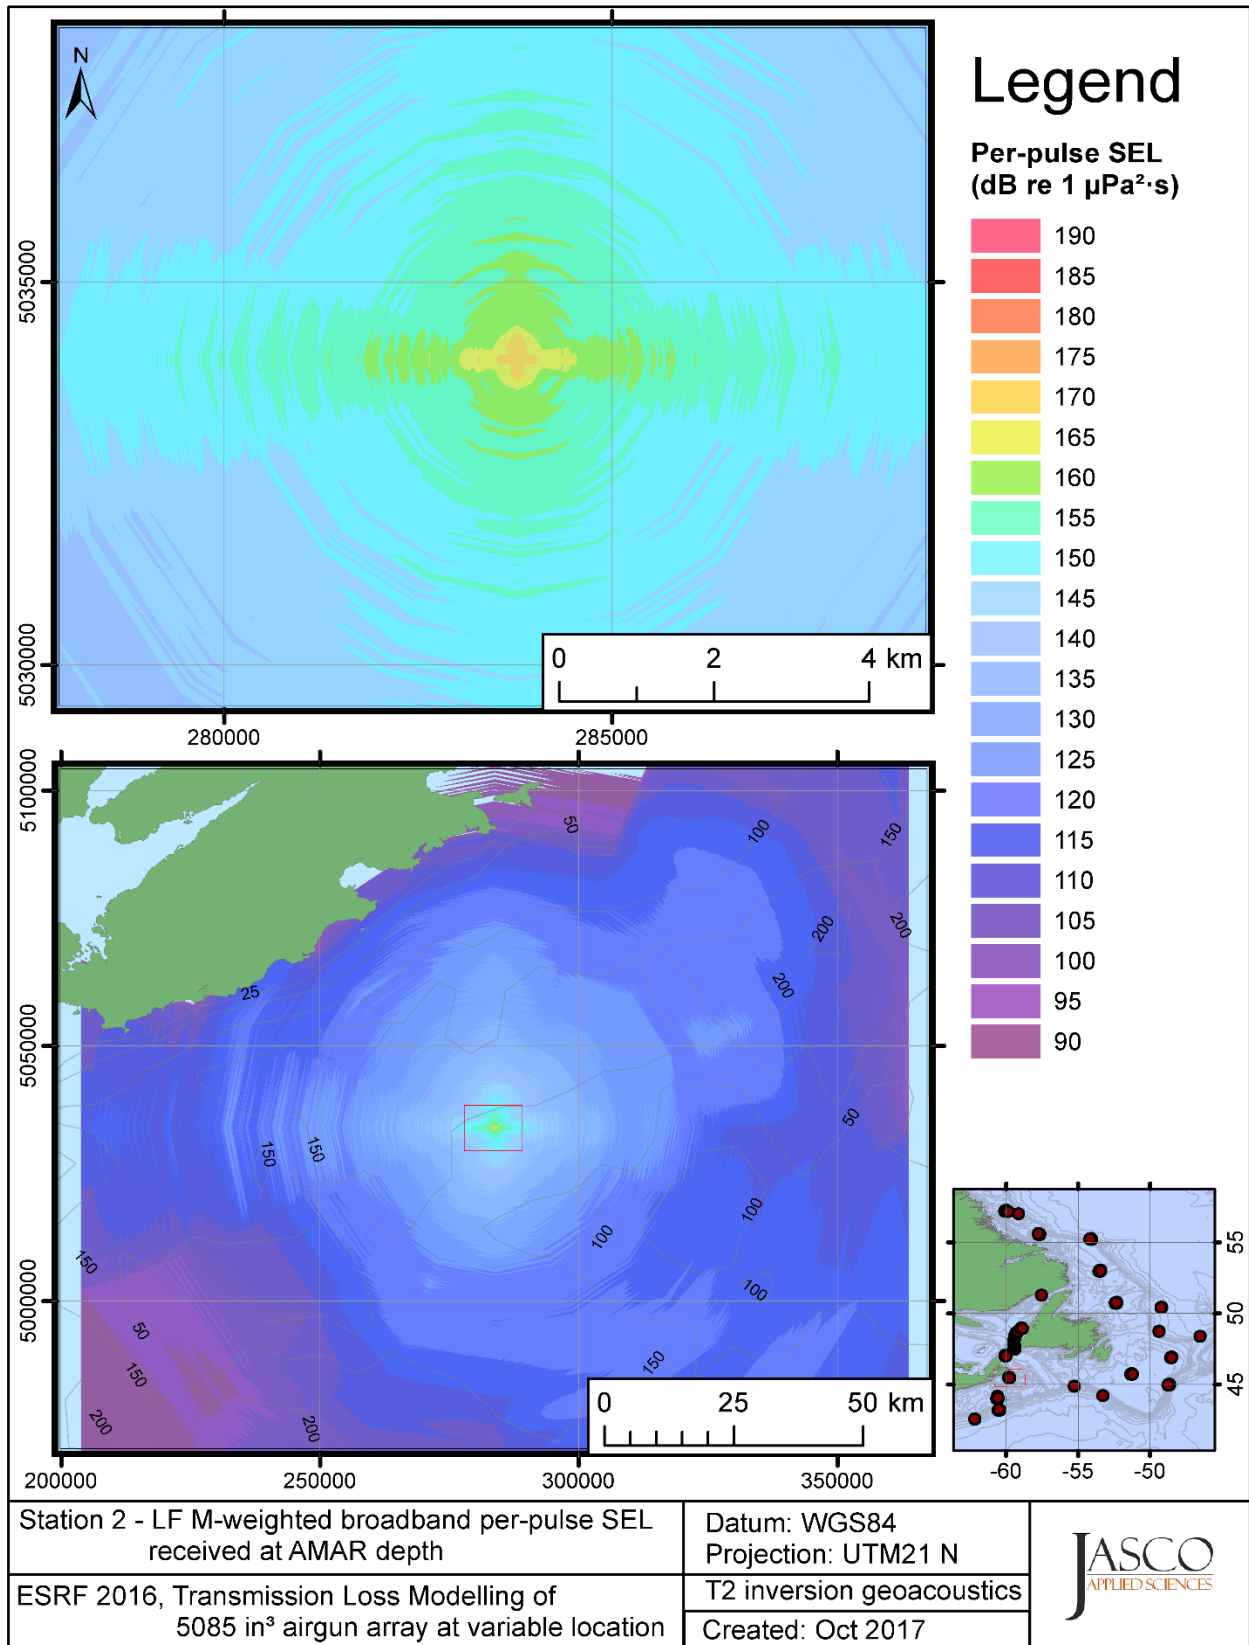 N
5035000
5030000
0 2 4 km
280000 285000
Legend
Per-pulse SEL
(dB re 1 µPa²·s)
190
185
180
175
170
165
160
155
150
145
140
135
130
125
120
115
110
105
100
95
90
5100000
5050000
5000000
50
100
150
200
200
200
25
50
150
150
100
100
100
150
150
50
150
200
200
0 25 50 km
200000 250000 300000 350000
55
50
45
-60 -55 -50
Station 2 - LF M-weighted broadband per-pulse SEL
received at AMAR depth
ESRF 2016, Transmission Loss Modelling of
5085 in³ airgun array at variable location
Datum: WGS84
Projection: UTM21 N
T2 inversion geoacoustics
Created: Oct 2017
JASCO
APPLIED SCIENCES